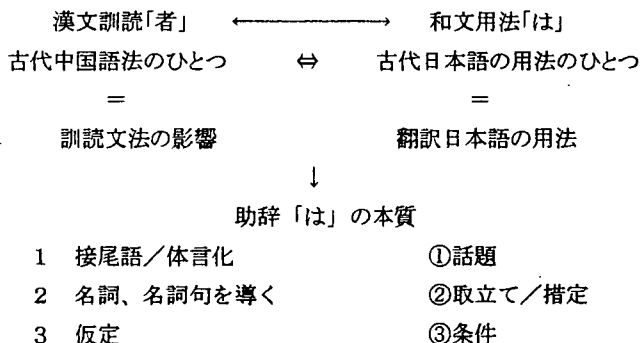 漢文訓読「者」 ←――――→ 和文用法「は」
古代中国語法のひとつ ⇔ 古代日本語の用法のひとつ
= =
訓読文法の影響 翻訳日本語の用法
↓
助辞「は」の本質
1 接尾語/体言化 ①話題
2 名詞、名詞句を導く ②取立て/措定
3 仮定 ③条件